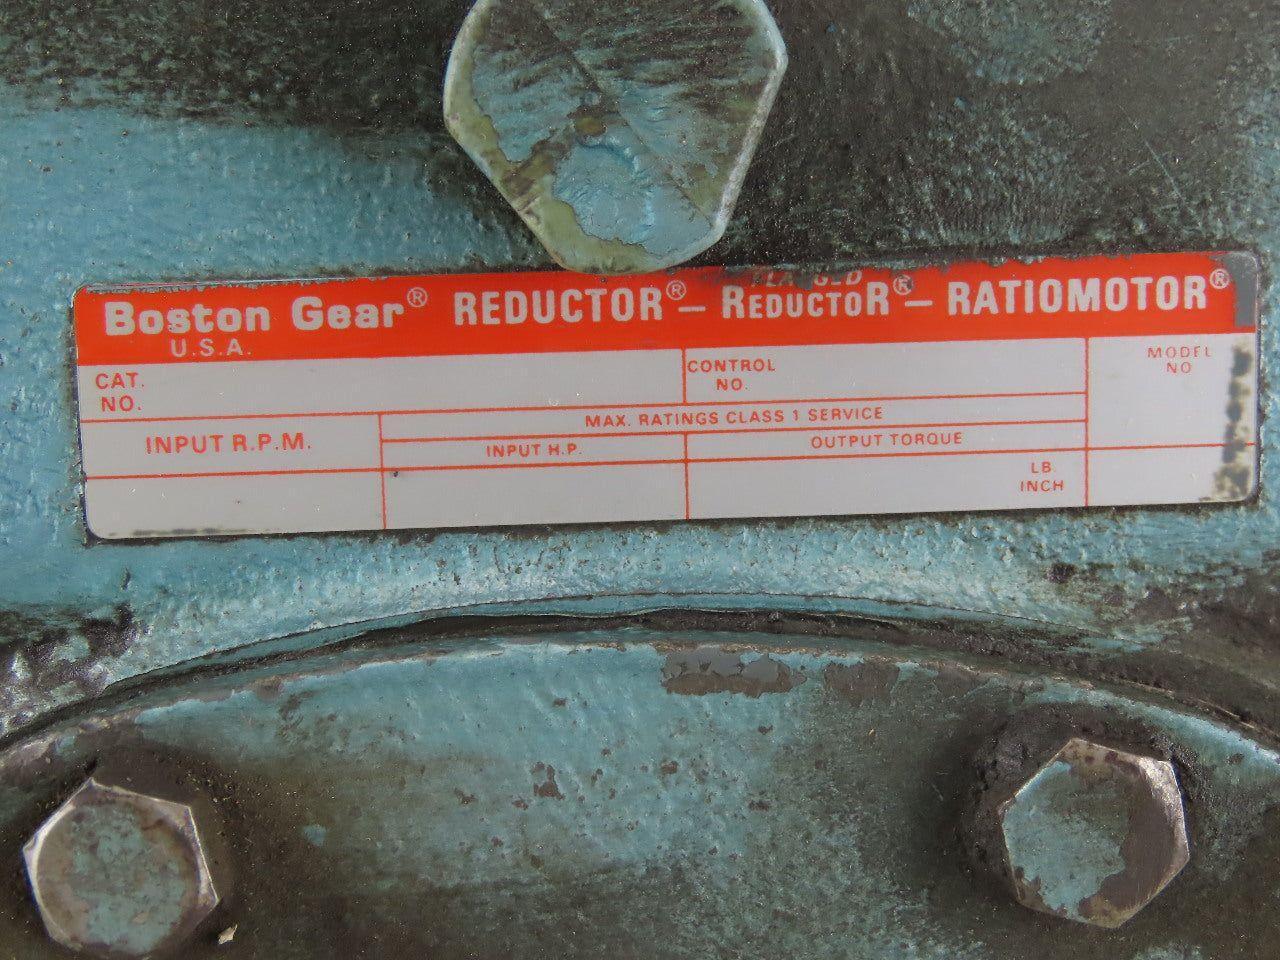 Boston Gear® REDUCTOR® – FLANGED REDUCTOR® – RATIOMOTOR®
U.S.A.
CAT. NO.
CONTROL NO.
MODEL NO
INPUT R.P.M.
MAX. RATINGS CLASS 1 SERVICE
INPUT H.P.
OUTPUT TORQUE
LB. INCH